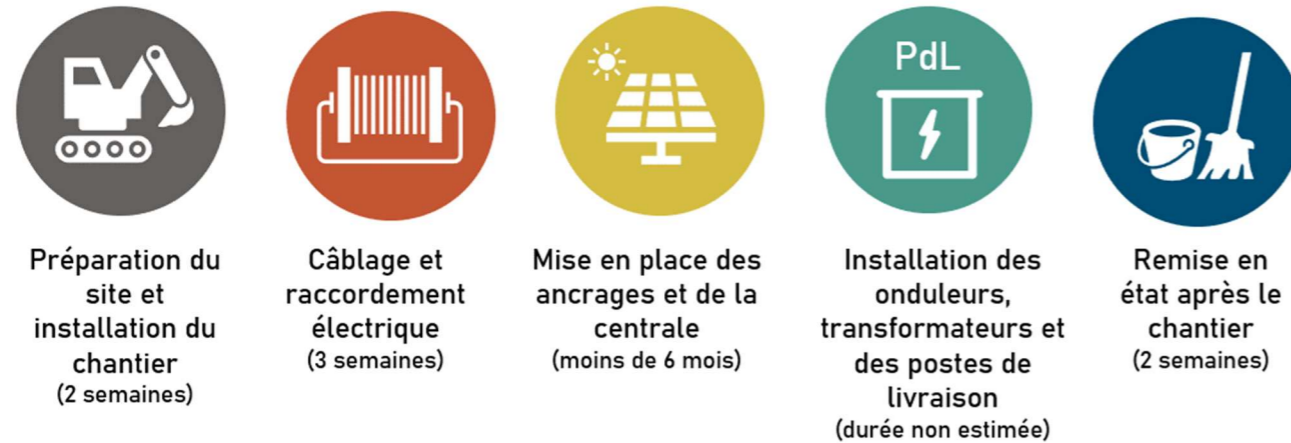 Préparation du
site et
installation du
chantier
(2 semaines)
Câblage et
raccordement
électrique
(3 semaines)
Mise en place des
ancrages et de la
centrale
(moins de 6 mois)
PdL
Installation des
onduleurs,
transformateurs et
des postes de
livraison
(durée non estimée)
Remise en
état après le
chantier
(2 semaines)